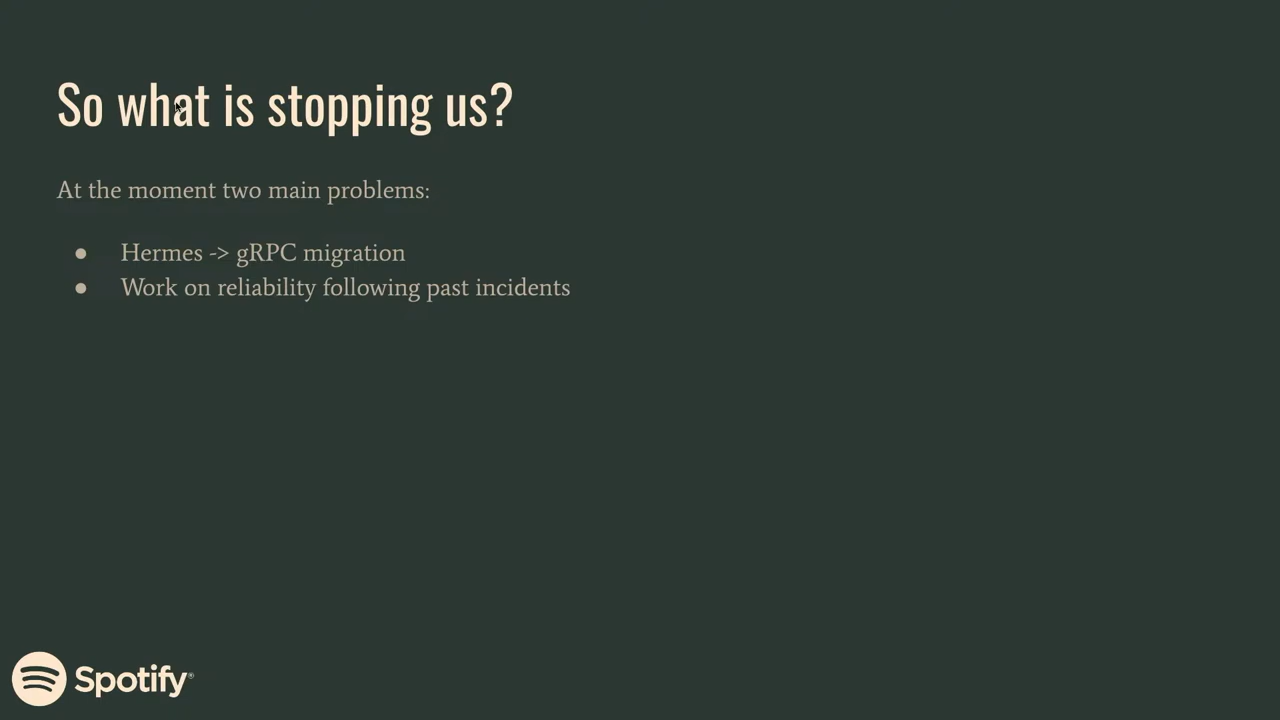 So what is stopping us?
At the moment two main problems:
● Hermes -> gRPC migration
● Work on reliability following past incidents
Spotify®